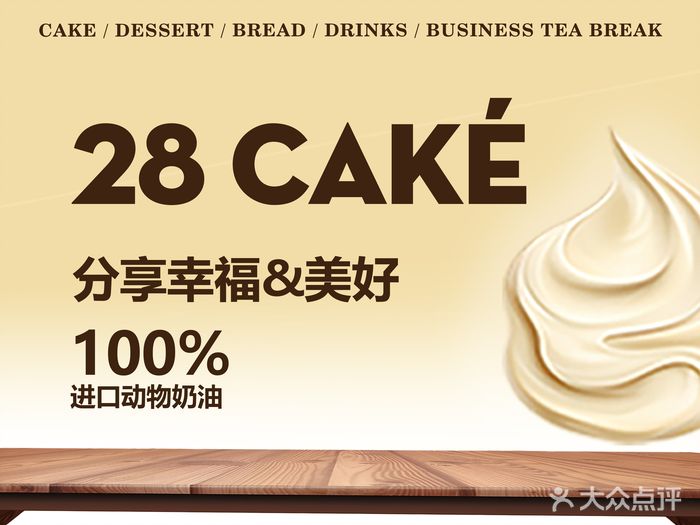 CAKE / DESSERT / BREAD / DRINKS / BUSINESS TEA BREAK
28 CAKÉ
分享幸福&美好
100%
进口动物奶油
大众点评